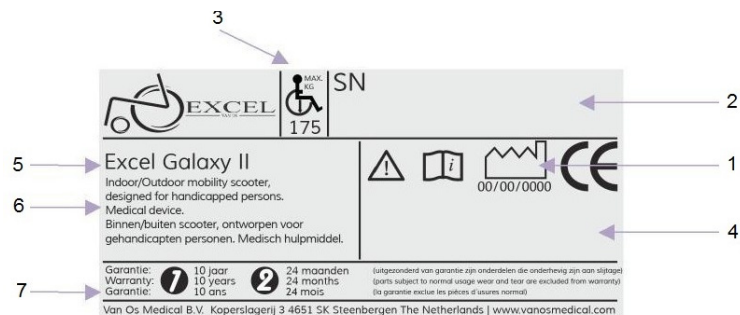 3
EXCEL
VAN OS
MAX.
KG
175
SN
2
5
Excel Galaxy II
1
00/00/0000
CE
6
Indoor/Outdoor mobility scooter,
designed for handicapped persons.
Medical device.
Binnen/buiten scooter, ontworpen voor
gehandicapten personen. Medisch hulpmiddel.
4
7
Garantie: 1 10 jaar 2 24 maanden (uitgezonderd van garantie zijn onderdelen die onderhevig zijn aan slijtage)
Warranty: 10 years 24 months (parts subject to normal usage wear and tear are excluded from warranty)
Garantie: 10 ans 24 mois (la garantie exclue les pièces d'usures normal)
Van Os Medical B.V. Koperslagerij 3 4651 SK Steenbergen The Netherlands | www.vanosmedical.com